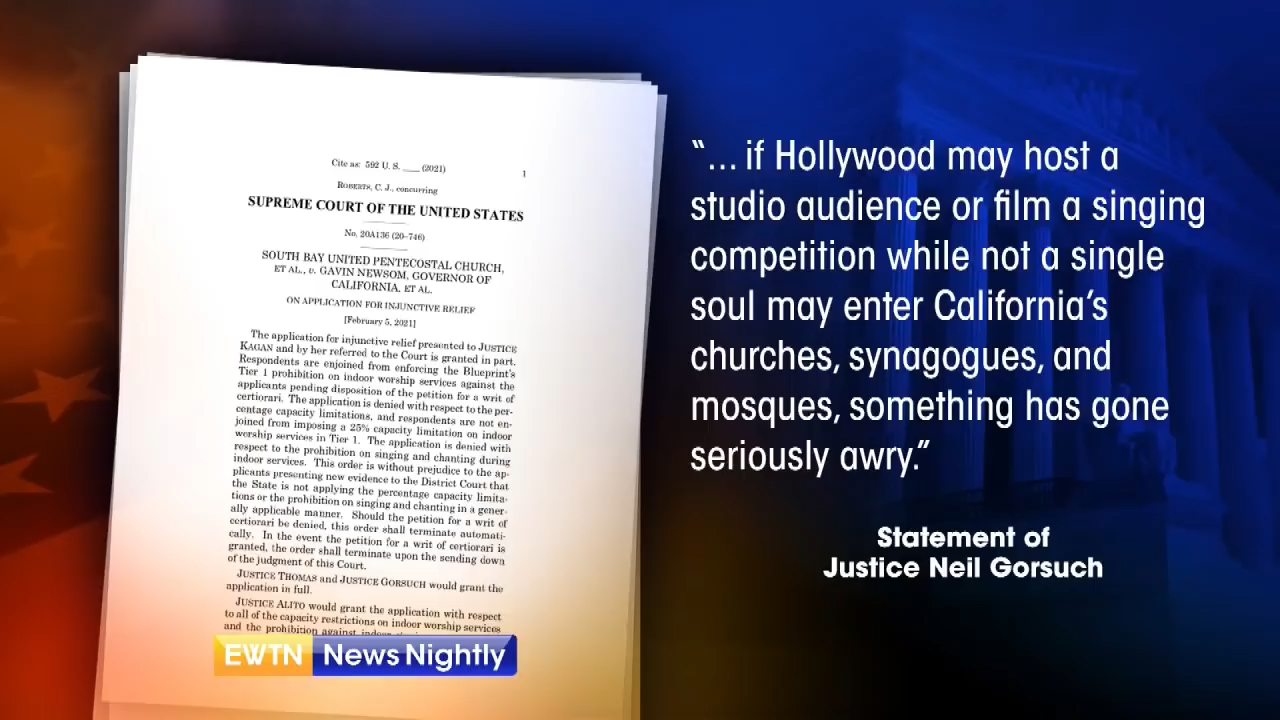 Cite as: 592 U. S. ____ (2021)
1
ROBERTS, C. J., concurring
SUPREME COURT OF THE UNITED STATES
No. 20A136 (20–746)
SOUTH BAY UNITED PENTECOSTAL CHURCH,
ET AL., v. GAVIN NEWSOM, GOVERNOR OF
CALIFORNIA, ET AL.
ON APPLICATION FOR INJUNCTIVE RELIEF
[February 5, 2021]
The application for injunctive relief presented to JUSTICE
KAGAN and by her referred to the Court is granted in part.
Respondents are enjoined from enforcing the Blueprint's
Tier 1 prohibition on indoor worship services against the
applicants pending disposition of the petition for a writ of
certiorari. The application is denied with respect to the per-
centage capacity limitations, and respondents are not en-
joined from imposing a 25% capacity limitation on indoor
worship services in Tier 1. The application is denied with
respect to the prohibition on singing and chanting during
indoor services. This order is without prejudice to the ap-
plicants presenting new evidence to the District Court that
the State is not applying the percentage capacity limita-
tions or the prohibition on singing and chanting in a gener-
ally applicable manner. Should the petition for a writ of
certiorari be denied, this order shall terminate automati-
cally. In the event the petition for a writ of certiorari is
granted, the order shall terminate upon the sending down
of the judgment of this Court.
JUSTICE THOMAS and JUSTICE GORSUCH would grant the
application in full.
JUSTICE ALITO would grant the application with respect
to all of the capacity restrictions on indoor worship services
and the prohibition against indoor
EWTN News Nightly
"... if Hollywood may host a
studio audience or film a singing
competition while not a single
soul may enter California's
churches, synagogues, and
mosques, something has gone
seriously awry."
Statement of
Justice Neil Gorsuch